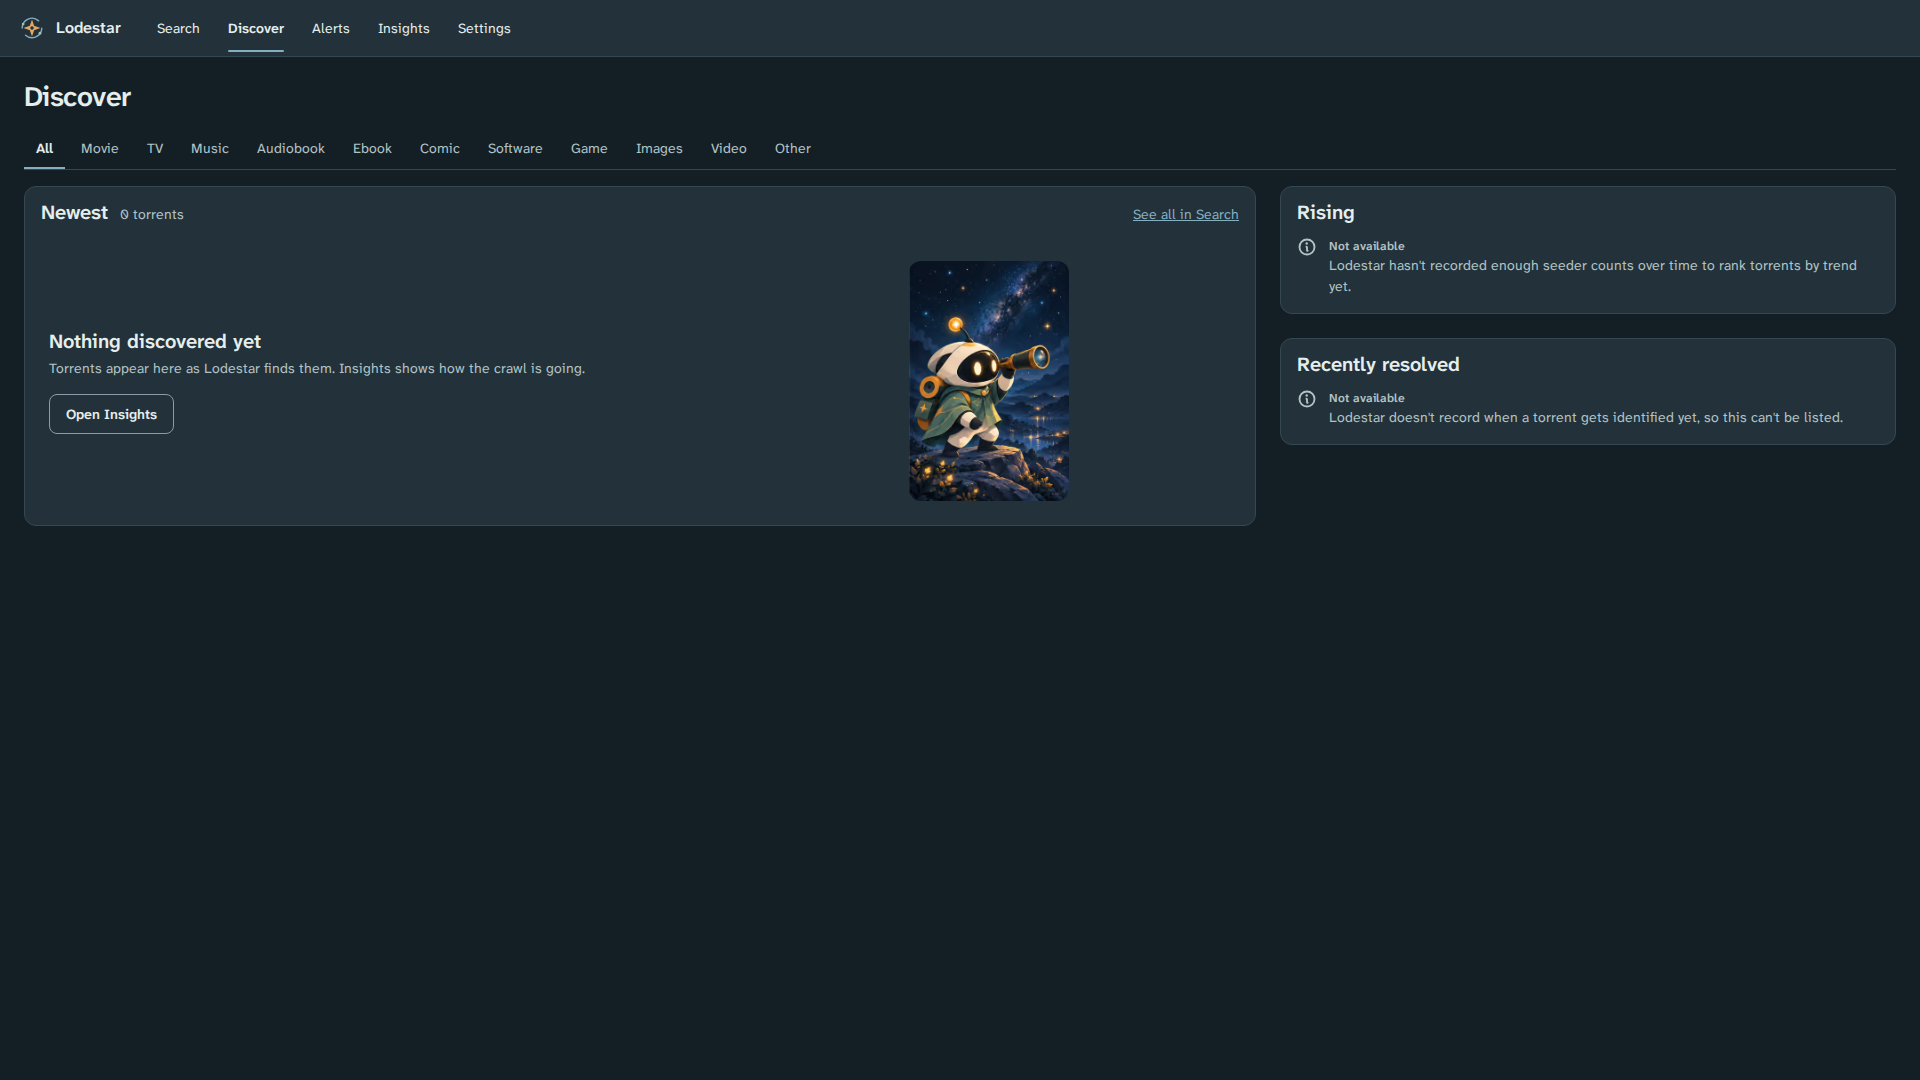 Lodestar
Search
Discover
Alerts
Insights
Settings
Discover
All
Movie
TV
Music
Audiobook
Ebook
Comic
Software
Game
Images
Video
Other
Newest
0 torrents
See all in Search
Nothing discovered yet
Torrents appear here as Lodestar finds them. Insights shows how the crawl is going.
Open Insights
Rising
Not available
Lodestar hasn't recorded enough seeder counts over time to rank torrents by trend
yet.
Recently resolved
Not available
Lodestar doesn't record when a torrent gets identified yet, so this can't be listed.